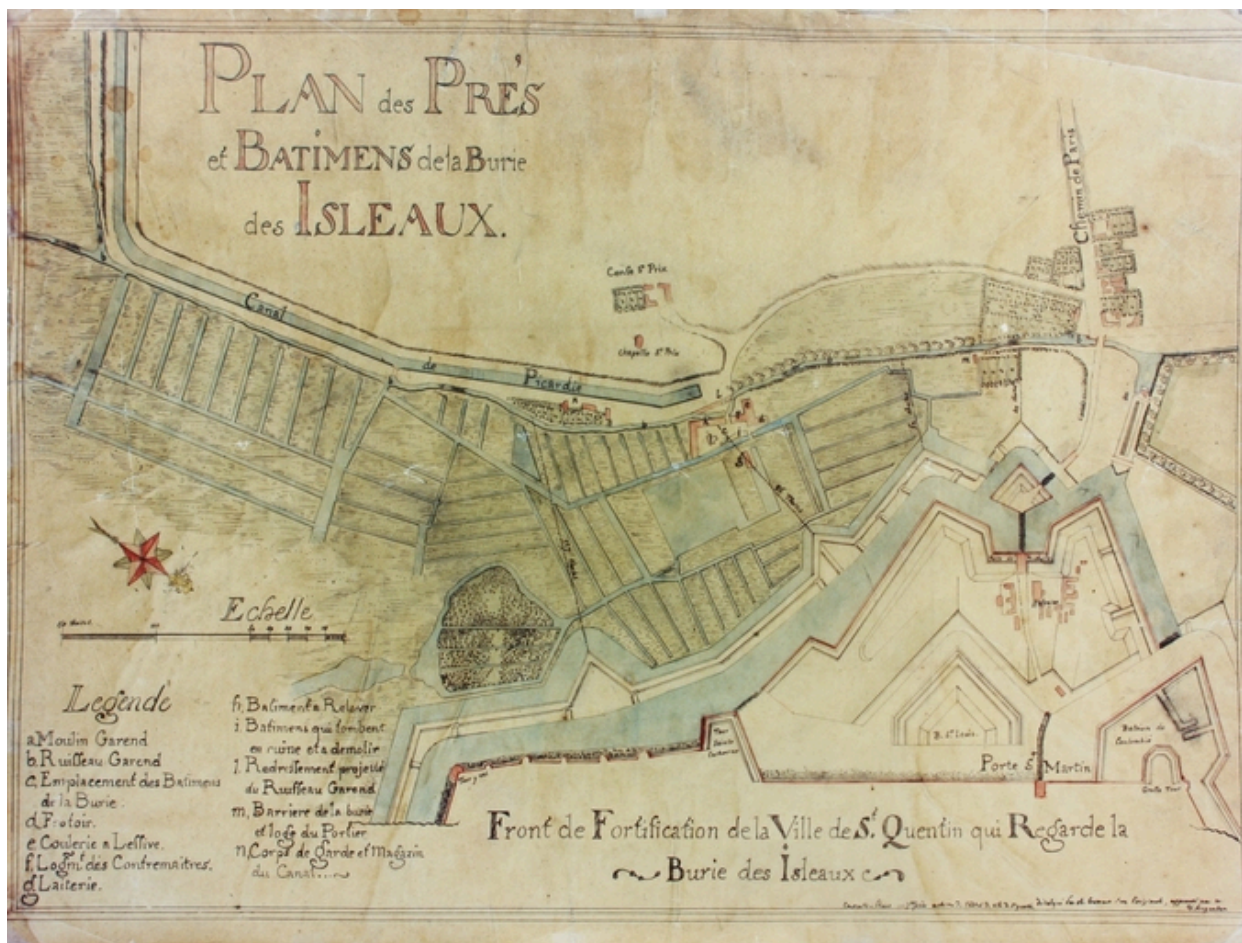 PLAN des PRÉS
et BATIMENS de la Burie
des ISLEAUX.
Chemin de Paris
Cense St Prix
Chapelle St Prix
Canal de Picardie
Echelle
Legende
a Moulin Garend
b, Ruisseau Garend
c, Emplacement des Batimens
de la Burie.
d Frotoir.
e Coulerie a Lessive.
f, Logmt des Contremaitres.
g Laiterie.
h, Batiment a Relever
i. Batimens qui tombent
en ruine et a demolir
l. Redressement projetté
du Ruisseau Garend
m, Barriere de la burie
et loge du Portier
n, Corps de garde et Magazin
du Canal
Tour Sainte Catherine
B. St Louis
Porte St Martin
Front de Fortification de la Ville de St. Quentin qui Regarde la
Burie des Isleaux